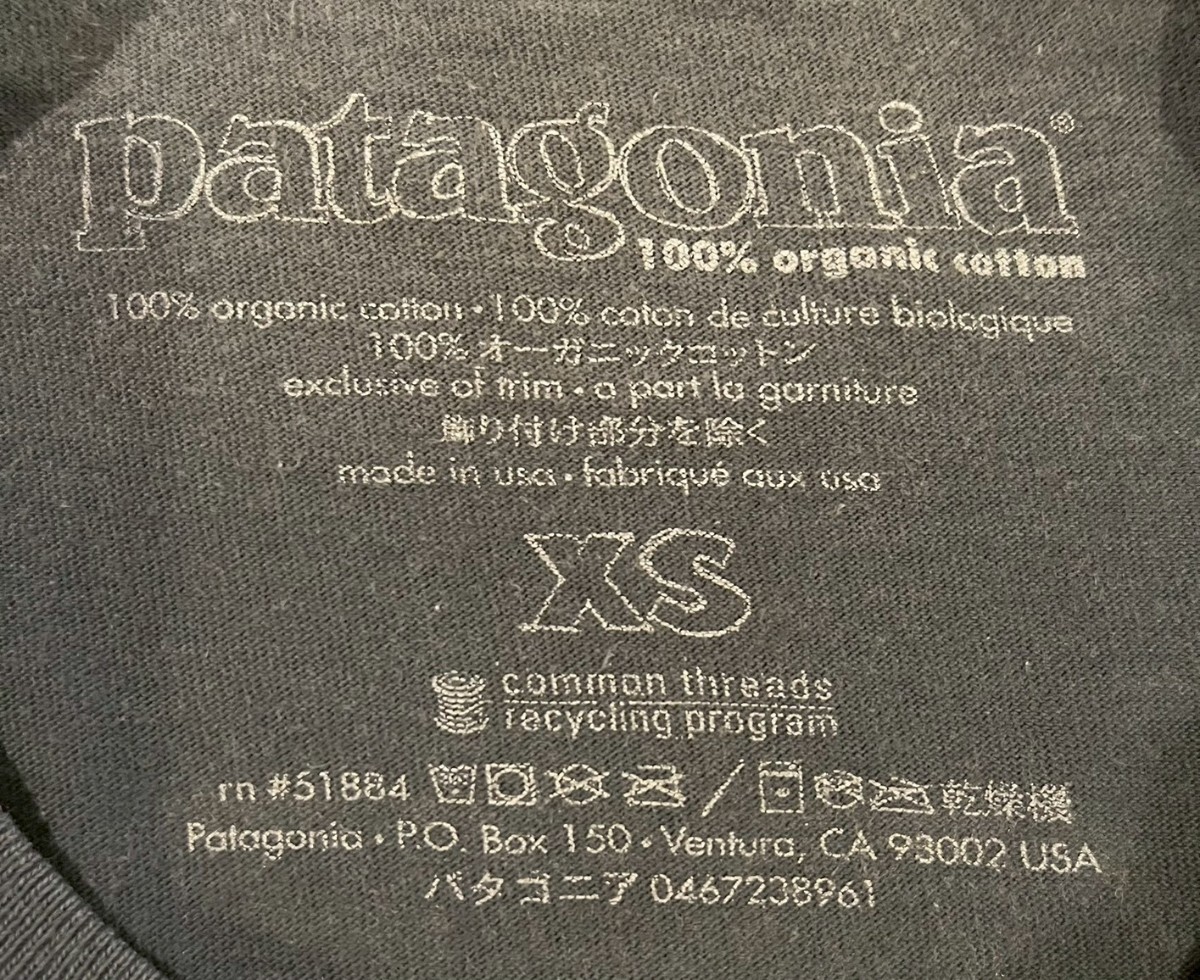 patagonia®
100% organic cotton
100% organic cotton • 100% coton de culture biologique
100% オーガニックコットン
exclusive of trim • a part la garniture
飾り付け部分を除く
made in usa • fabriqué aux usa
XS
common threads
recycling program
rn #51884 / 乾燥機
Patagonia • P.O. Box 150 • Ventura, CA 93002 USA
パタゴニア 0467238961